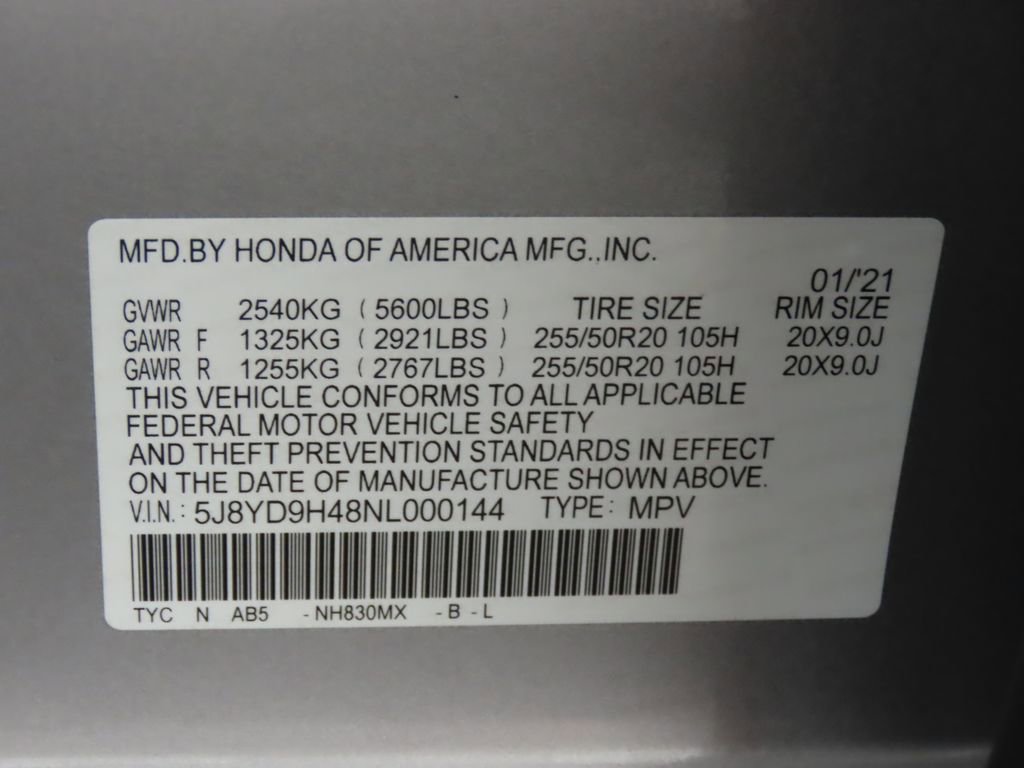 MFD.BY HONDA OF AMERICA MFG.,INC.
01/'21
GVWR 2540KG ( 5600LBS ) TIRE SIZE RIM SIZE
GAWR F 1325KG ( 2921LBS ) 255/50R20 105H 20X9.0J
GAWR R 1255KG ( 2767LBS ) 255/50R20 105H 20X9.0J
THIS VEHICLE CONFORMS TO ALL APPLICABLE
FEDERAL MOTOR VEHICLE SAFETY
AND THEFT PREVENTION STANDARDS IN EFFECT
ON THE DATE OF MANUFACTURE SHOWN ABOVE.
V.I.N.: 5J8YD9H48NL000144 TYPE: MPV
TYC N AB5 -NH830MX -B -L